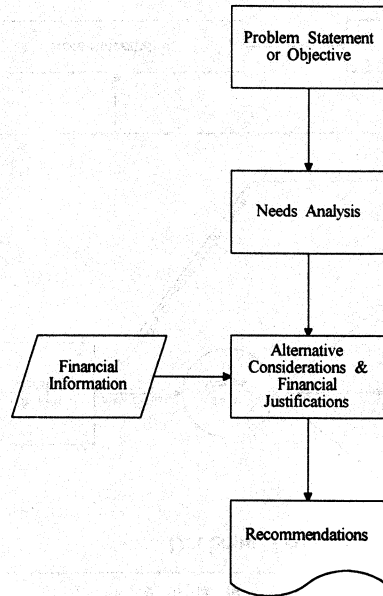 Problem Statement
or Objective
Needs Analysis
Financial
Information
Alternative
Considerations &
Financial
Justifications
Recommendations